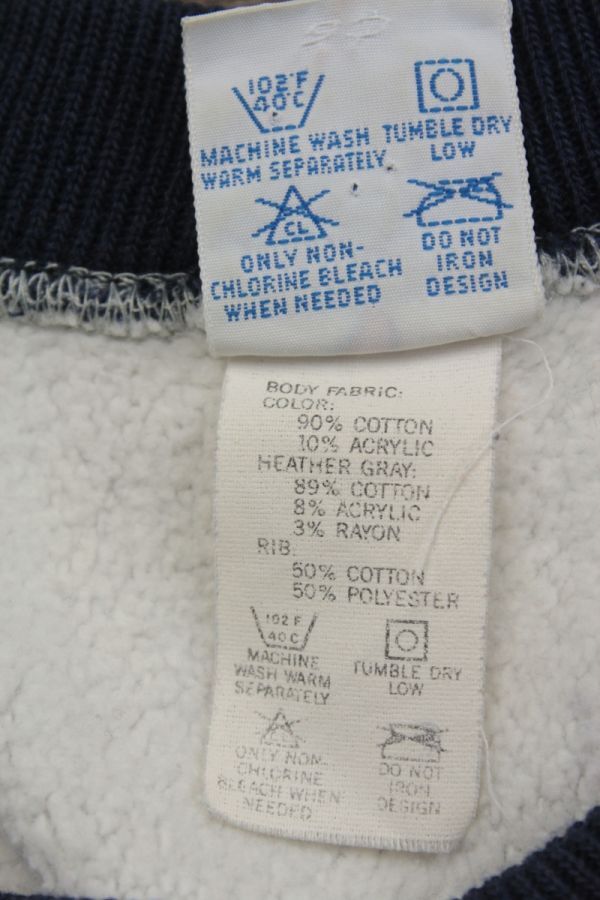 102°F
40°C
MACHINE WASH
WARM SEPARATELY
TUMBLE DRY
LOW
CL
ONLY NON-
CHLORINE BLEACH
WHEN NEEDED
DO NOT
IRON
DESIGN
BODY FABRIC:
COLOR:
90% COTTON
10% ACRYLIC
HEATHER GRAY:
89% COTTON
8% ACRYLIC
3% RAYON
RIB:
50% COTTON
50% POLYESTER
102 F
40 C
MACHINE
WASH WARM
SEPARATELY
TUMBLE DRY
LOW
ONLY NON-
CHLORINE
BLEACH WHEN
NEEDED
DO NOT
IRON
DESIGN